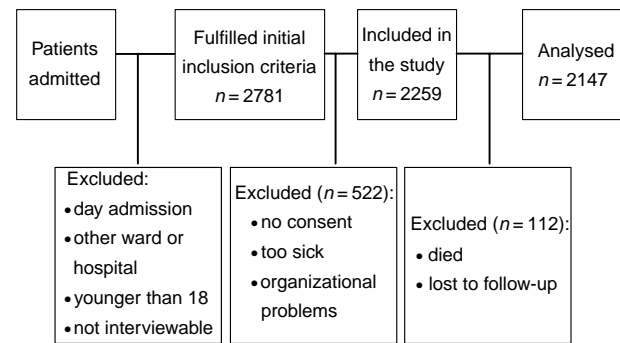 Patients
admitted
Fulfilled initial
inclusion criteria
n = 2781
Included in
the study
n = 2259
Analysed
n = 2147
Excluded:
• day admission
• other ward or
hospital
• younger than 18
• not interviewable
Excluded (n = 522):
• no consent
• too sick
• organizational
problems
Excluded (n = 112):
• died
• lost to follow-up